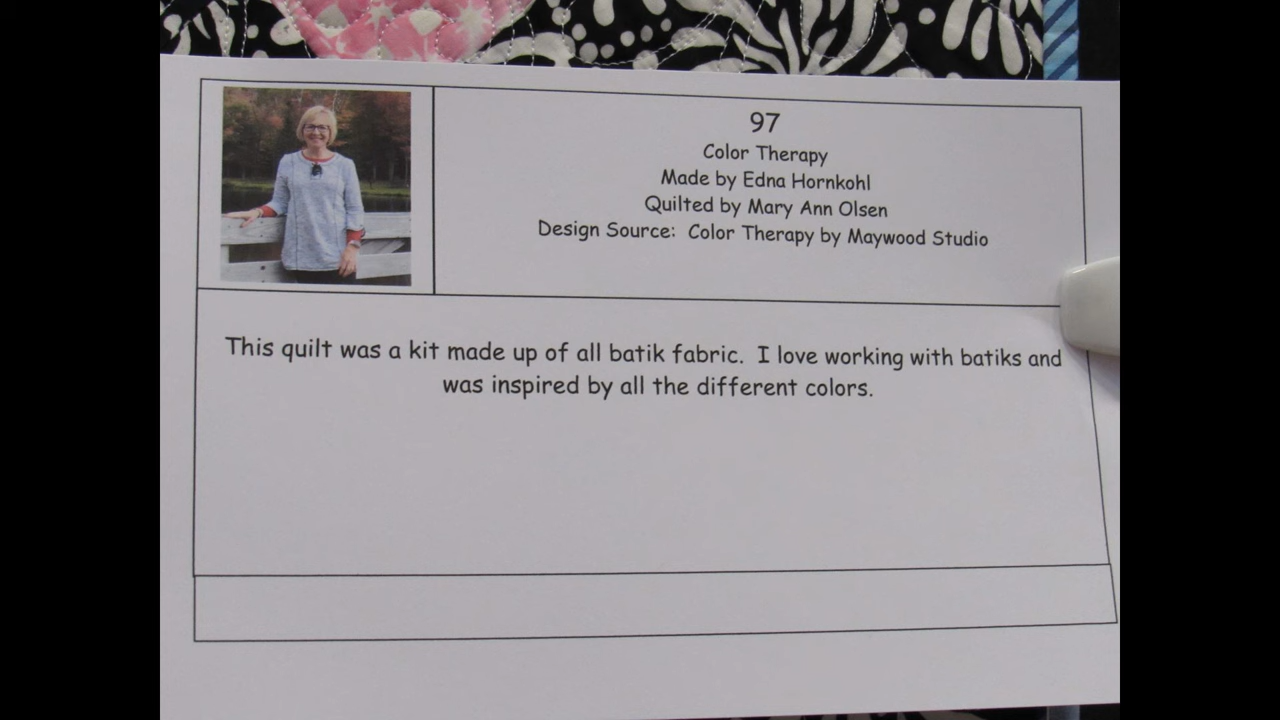 97
Color Therapy
Made by Edna Hornkohl
Quilted by Mary Ann Olsen
Design Source:  Color Therapy by Maywood Studio
This quilt was a kit made up of all batik fabric.  I love working with batiks and
was inspired by all the different colors.